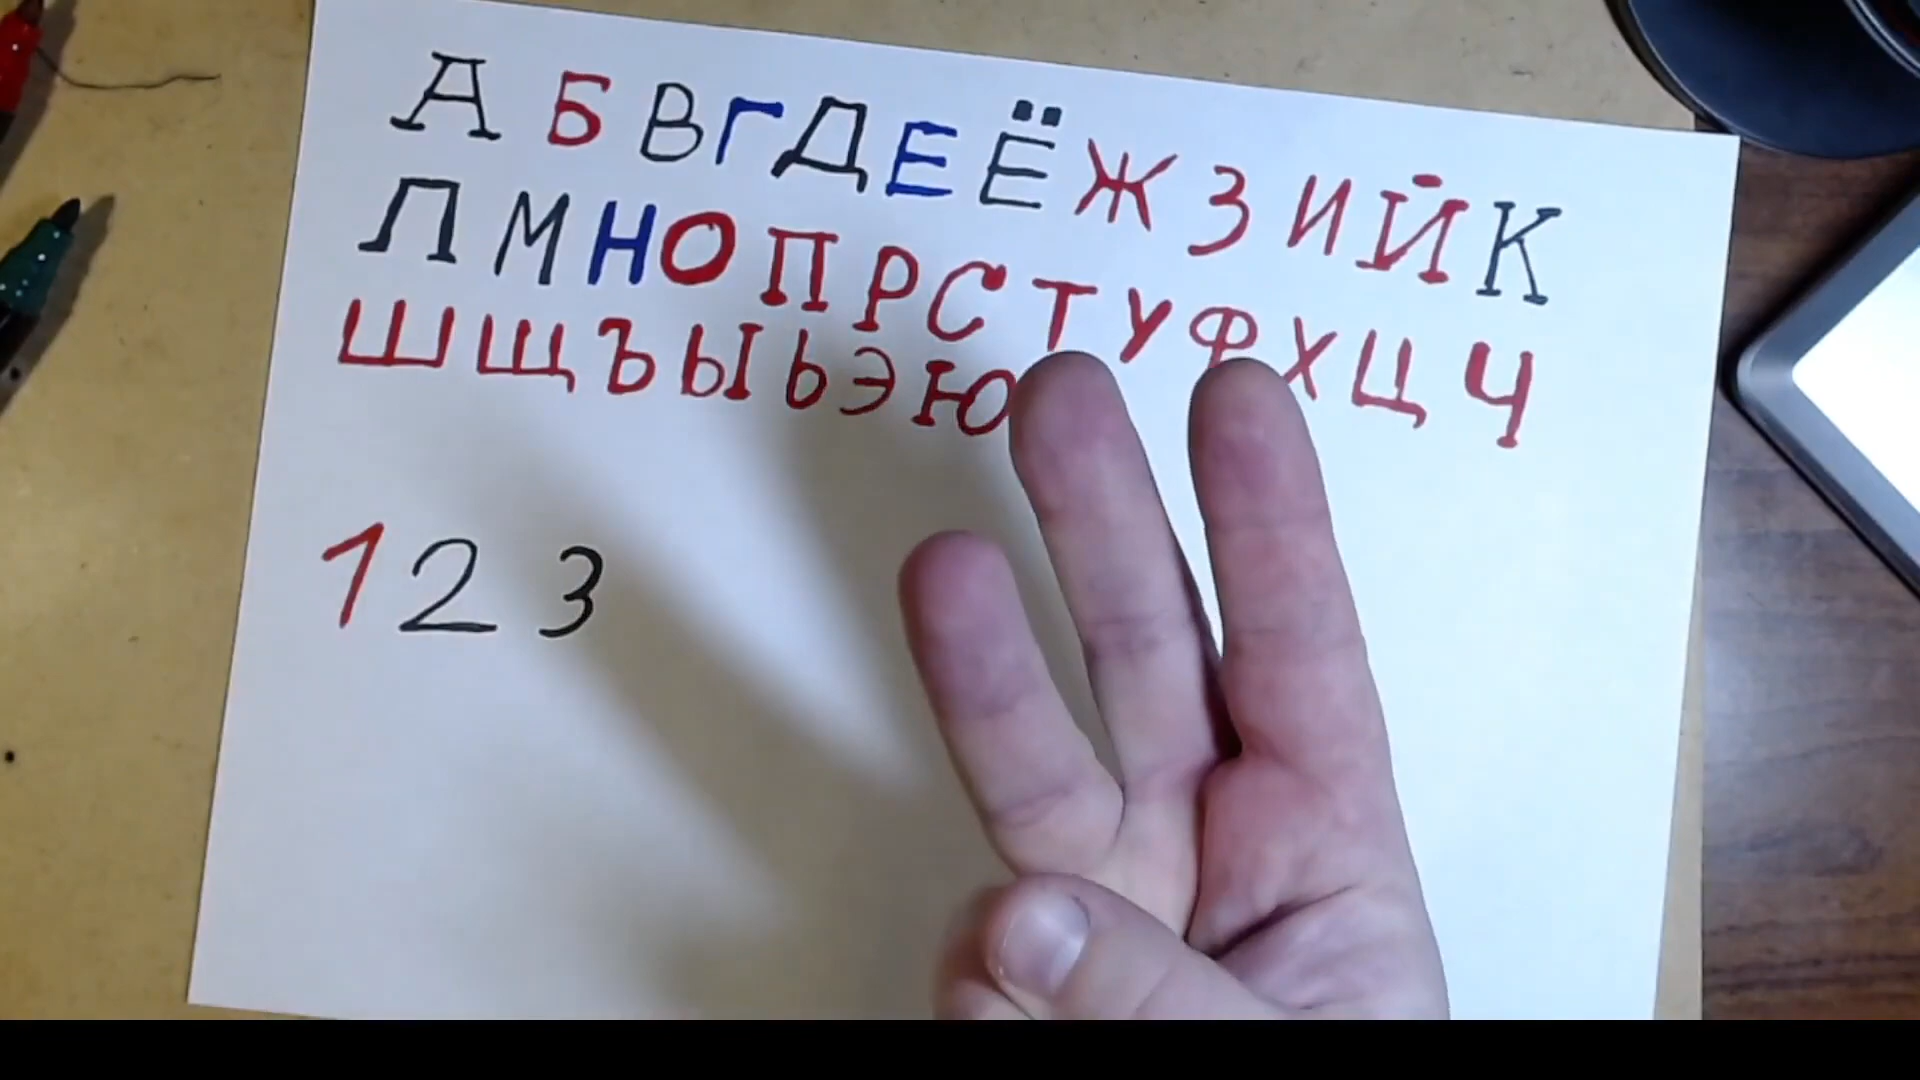 А Б В Г Д Е Ё Ж З И Й К
Л М Н О П Р С Т У Ф Х Ц Ч
Ш Щ Ъ Ы Ь Э Ю
1 2 3